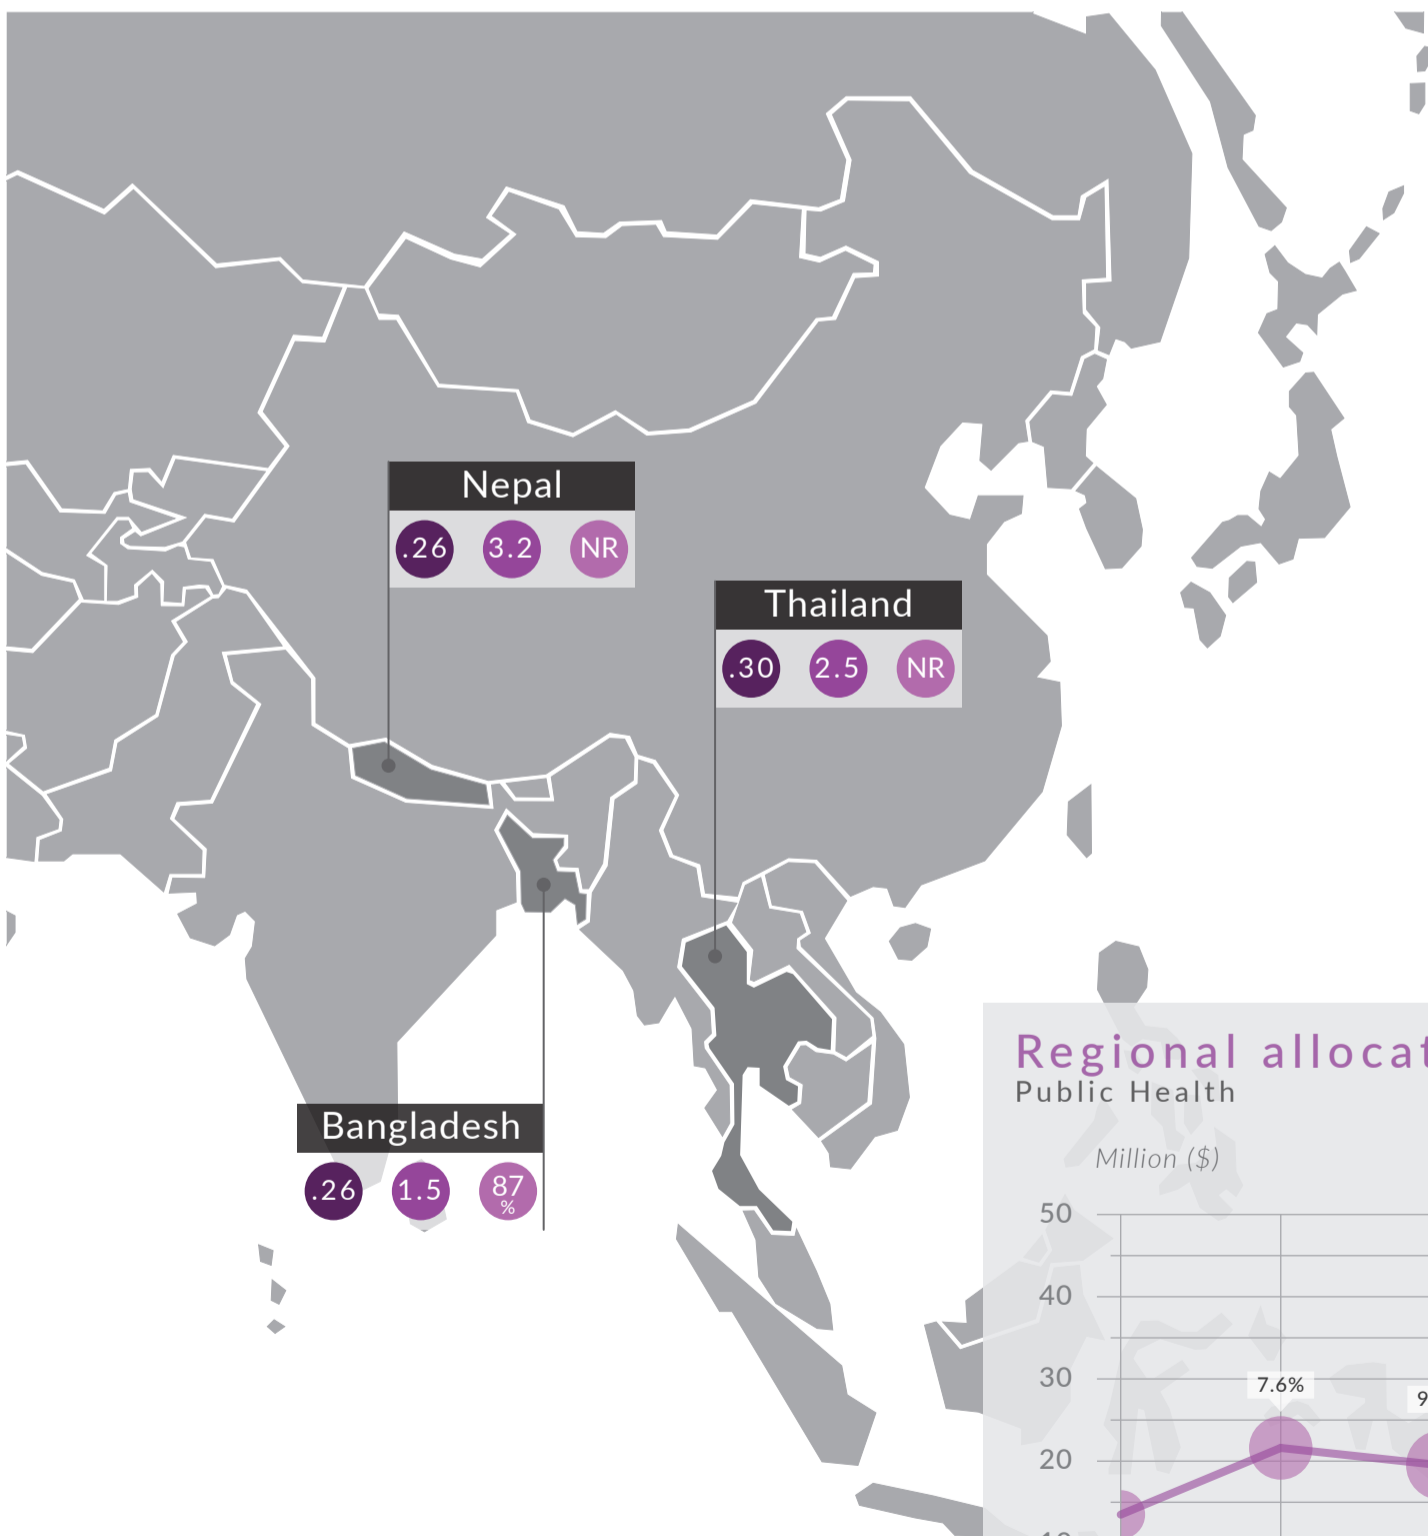 Nepal
.26 3.2 NR
Thailand
.30 2.5 NR
Bangladesh
.26 1.5 87
%
Regional
Public Health
Million ($)
50
40
30
7.6%
20